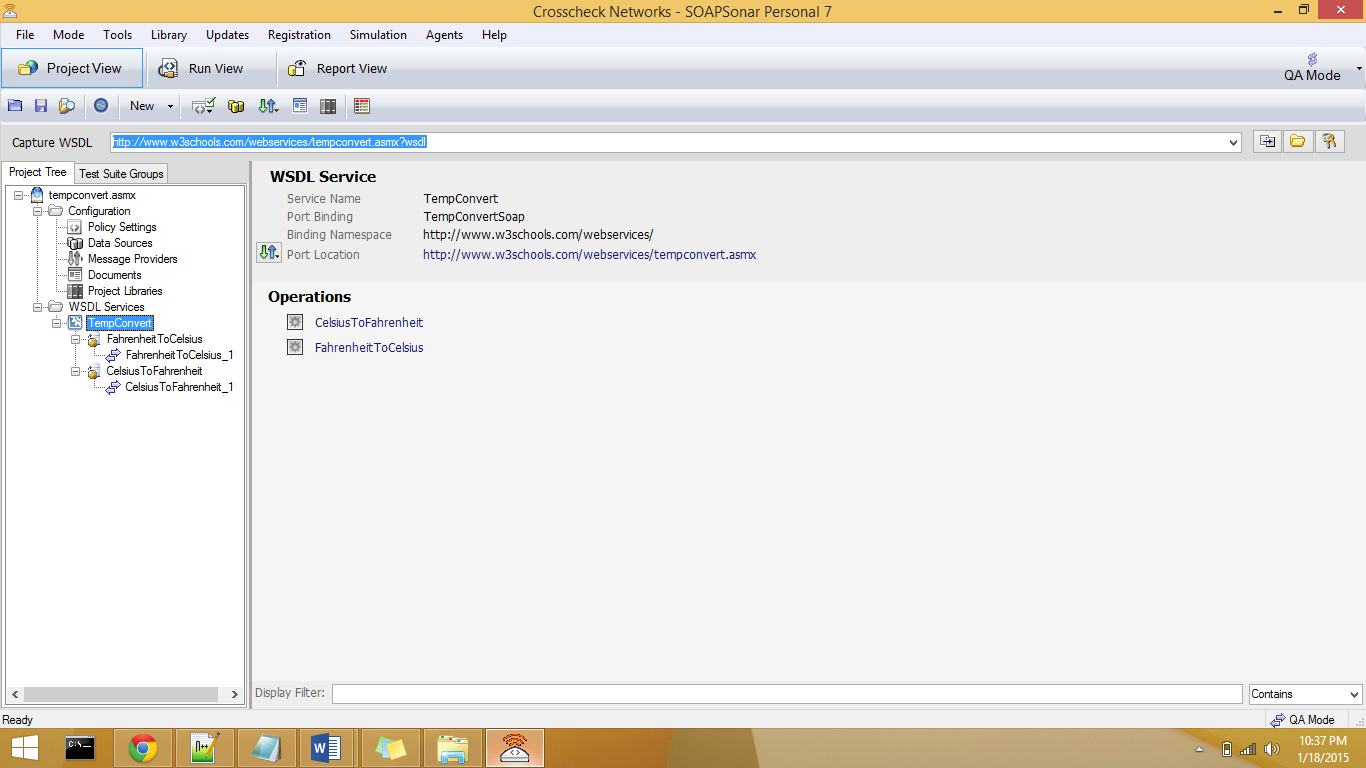 Crosscheck Networks - SOAPSonar Personal 7
File Mode Tools Library Updates Registration Simulation Agents Help
Project View Run View Report View QA Mode
New
Capture WSDL http://www.w3schools.com/webservices/tempconvert.asmx?wsdl
Project Tree Test Suite Groups
tempconvert.asmx
Configuration
Policy Settings
Data Sources
Message Providers
Documents
Project Libraries
WSDL Services
TempConvert
FahrenheitToCelsius
FahrenheitToCelsius_1
CelsiusToFahrenheit
CelsiusToFahrenheit_1
WSDL Service
Service Name TempConvert
Port Binding TempConvertSoap
Binding Namespace http://www.w3schools.com/webservices/
Port Location http://www.w3schools.com/webservices/tempconvert.asmx
Operations
CelsiusToFahrenheit
FahrenheitToCelsius
Display Filter: Contains
Ready QA Mode
10:37 PM
1/18/2015